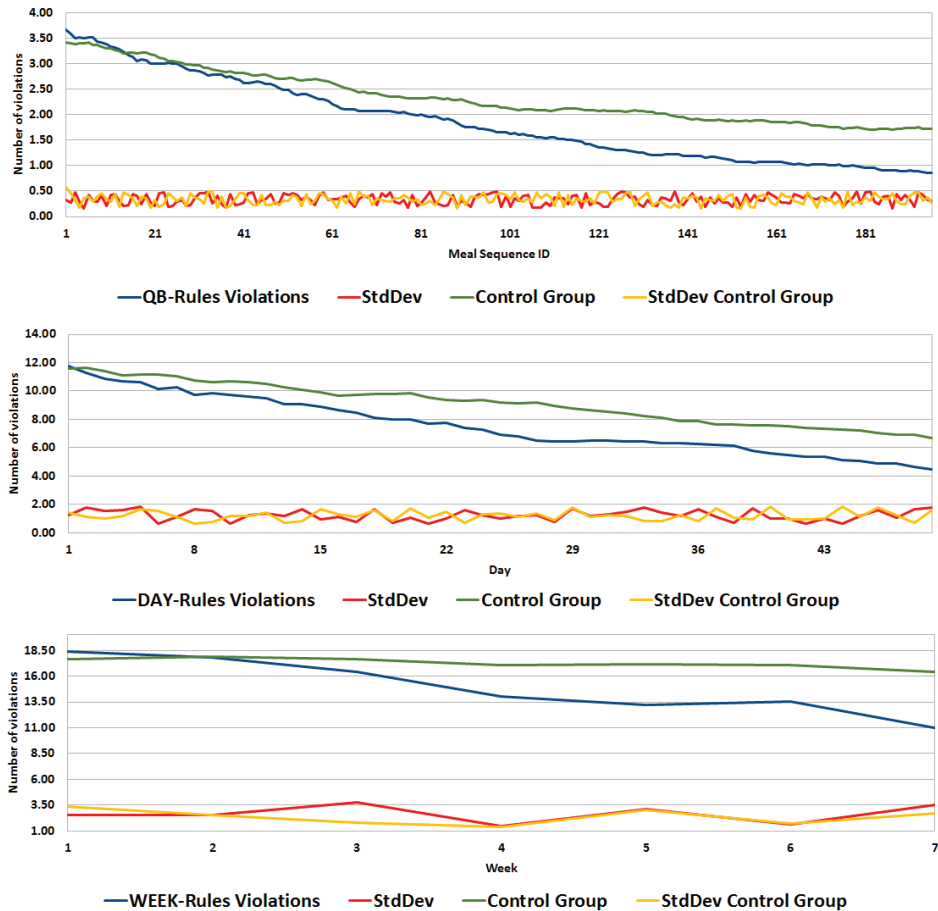 4.00
3.50
3.00
2.50
2.00
1.50
1.00
0.50
0.00
Number of violations
1 21 41 61 81 101 121 141 161 181
Meal Sequence ID
QB-Rules Violations StdDev Control Group StdDev Control Group
14.00
12.00
10.00
8.00
6.00
4.00
2.00
0.00
Number of violations
1 8 15 22 29 36 43
Day
DAY-Rules Violations StdDev Control Group StdDev Control Group
18.50
16.00
13.50
11.00
8.50
6.00
3.50
1.00
Number of violations
1 2 3 4 5 6 7
Week
WEEK-Rules Violations StdDev Control Group StdDev Control Group